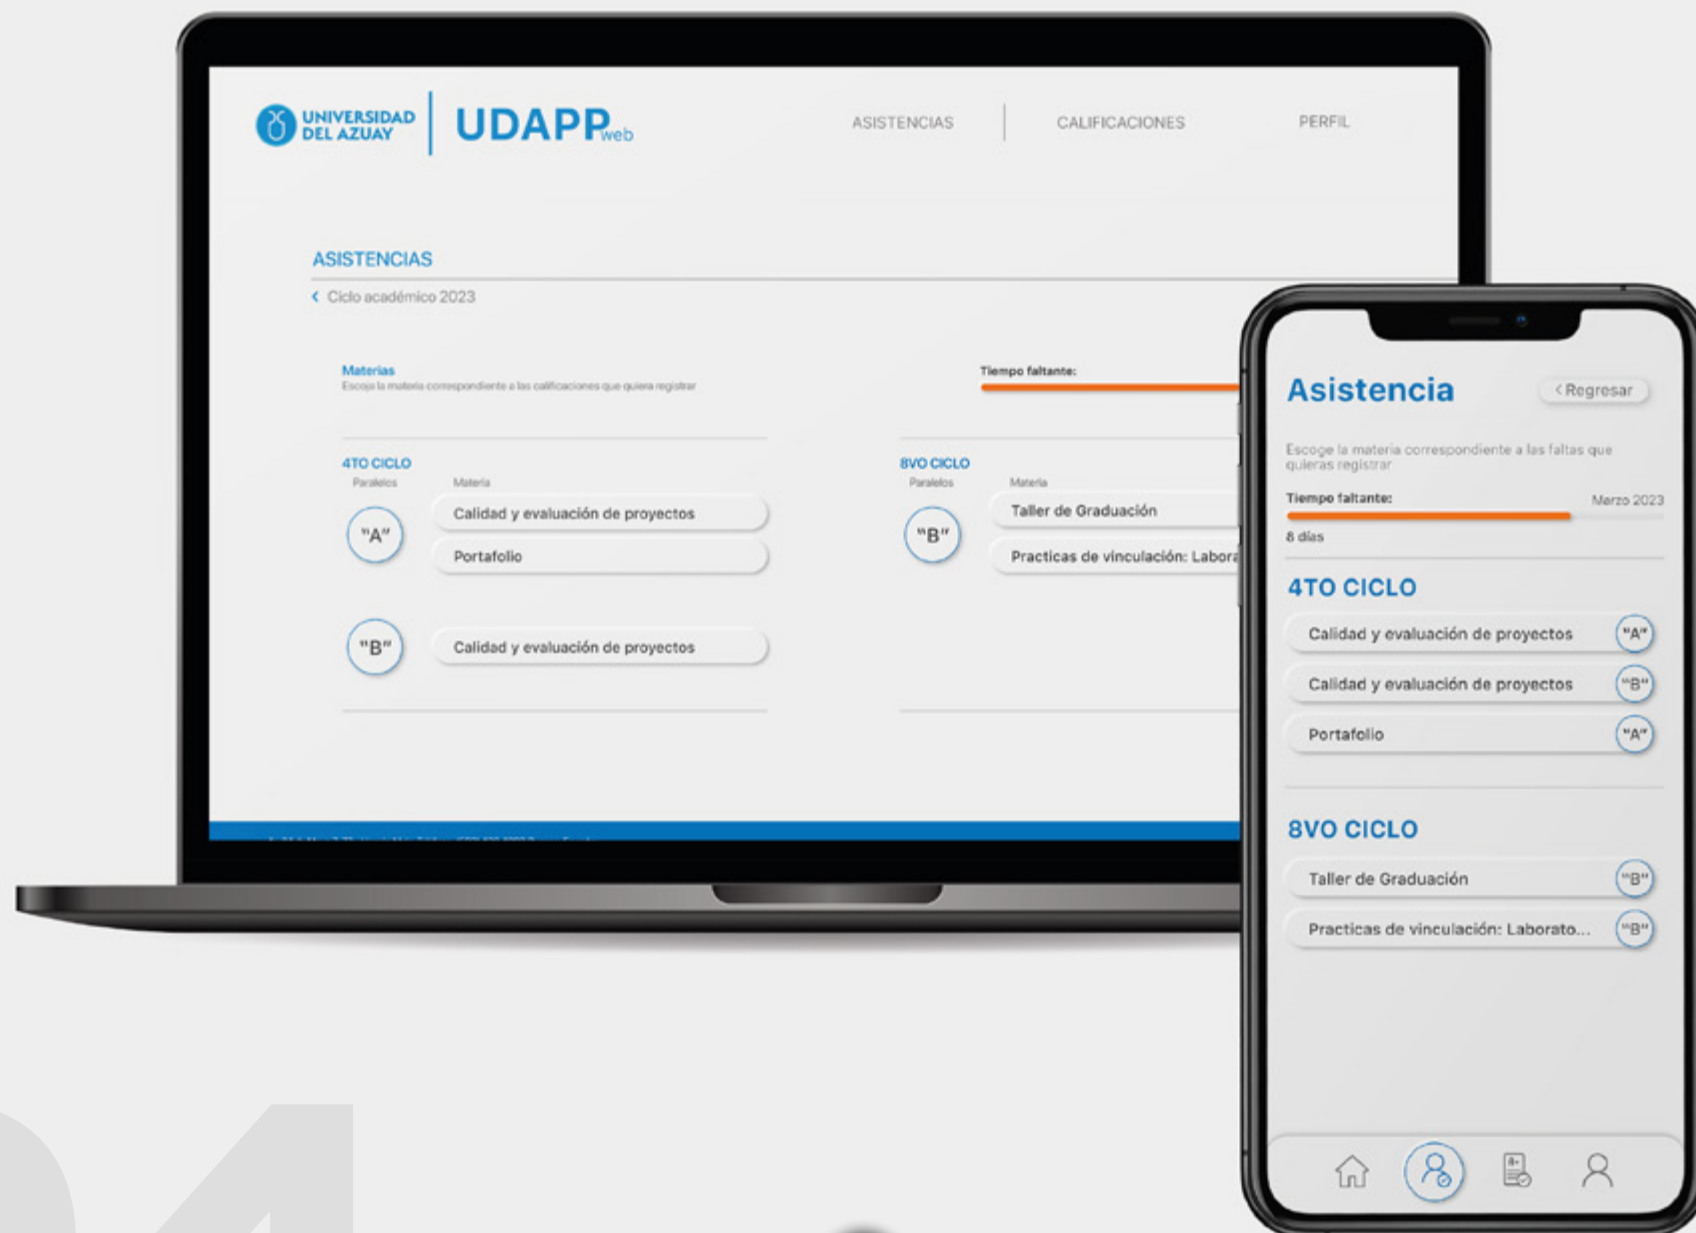 UNIVERSIDAD
DEL AZUAY
UDAPP web
ASISTENCIAS
CALIFICACIONES
PERFIL
ASISTENCIAS
< Ciclo académico 2023
Materias
Escoja la materia correspondiente a las calificaciones que quiera registrar
Tiempo faltante:
4TO CICLO
Paralelos
Materia
"A"
Calidad y evaluación de proyectos
Portafolio
"B"
Calidad y evaluación de proyectos
8VO CICLO
Paralelos
Materia
"B"
Taller de Graduación
Practicas de vinculación: Labora
Asistencia
< Regresar
Escoge la materia correspondiente a las faltas que
quieras registrar
Tiempo faltante:
Marzo 2023
8 días
4TO CICLO
Calidad y evaluación de proyectos "A"
Calidad y evaluación de proyectos "B"
Portafolio "A"
8VO CICLO
Taller de Graduación "B"
Practicas de vinculación: Laborato... "B"
A+